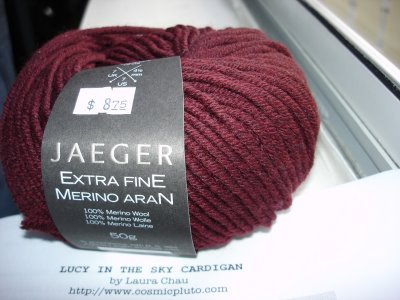 $ 8.75
JAEGER
EXTRA FINE
MERINO ARAN
100% Merino Wool
100% Merino Wolle
100% Merino Laine
50g
LUCY IN THE SKY CARDIGAN
by Laura Chau
http://www.cosmicpluto.com